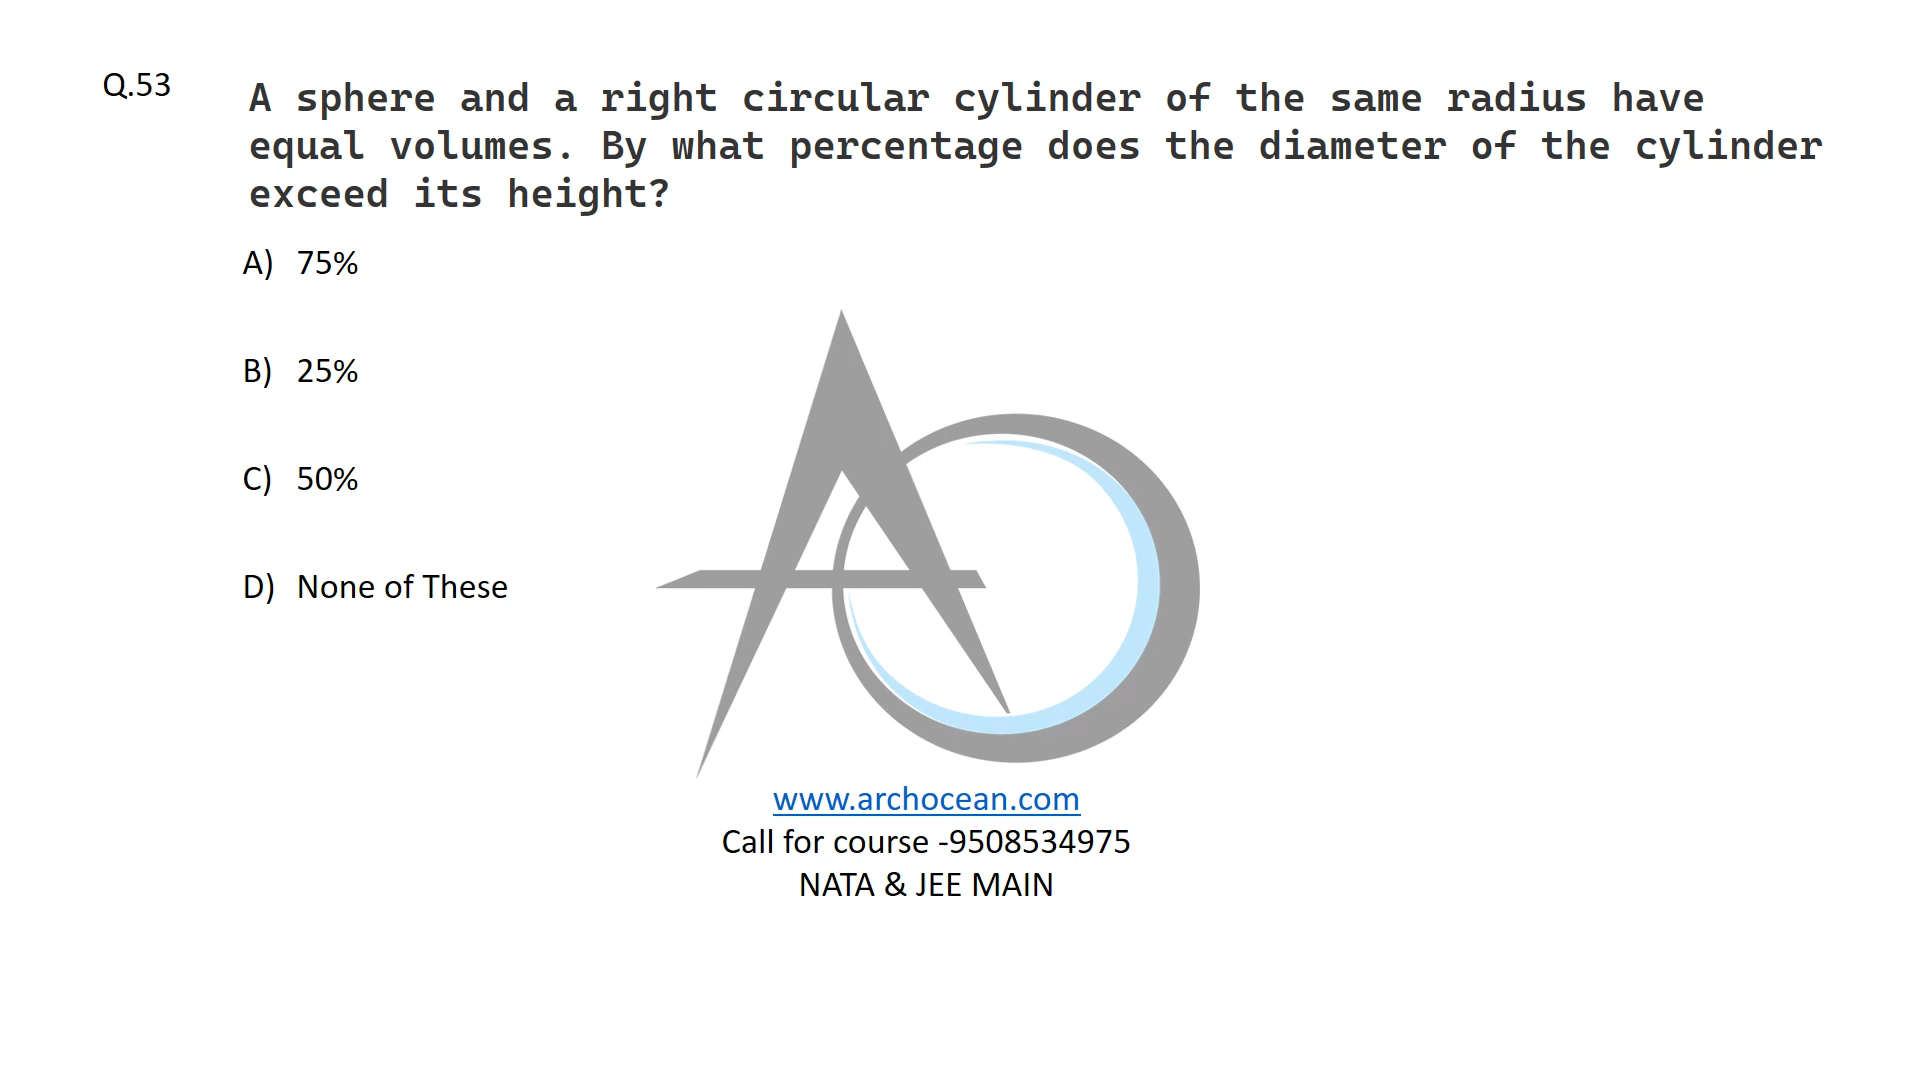 Q.53
A sphere and a right circular cylinder of the same radius have
equal volumes. By what percentage does the diameter of the cylinder
exceed its height?
A) 75%
B) 25%
C) 50%
D) None of These
www.archocean.com
Call for course -9508534975
NATA & JEE MAIN